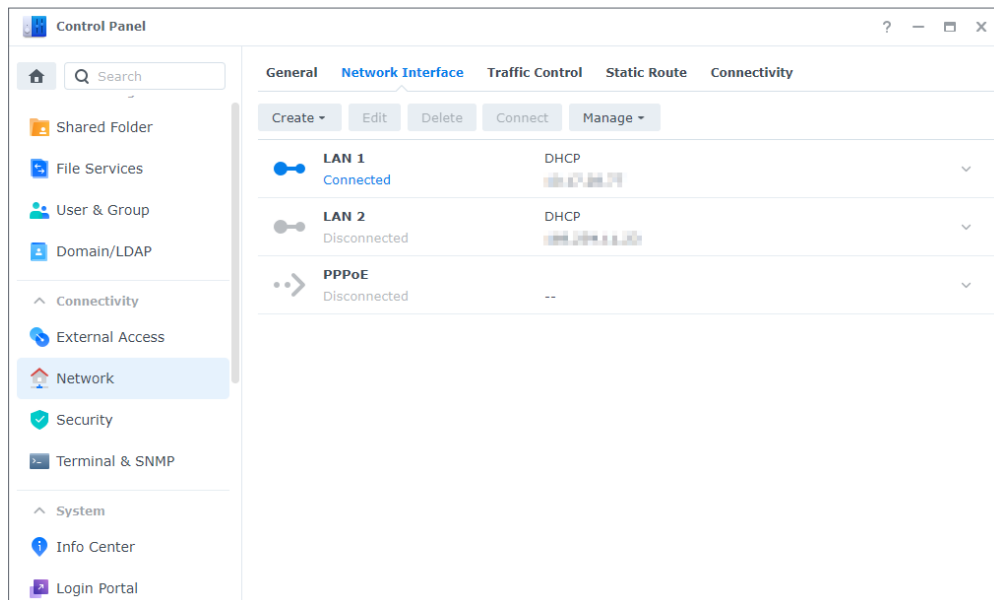 Control Panel
?
Search
Shared Folder
File Services
User & Group
Domain/LDAP
Connectivity
External Access
Network
Security
Terminal & SNMP
System
Info Center
Login Portal
General Network Interface Traffic Control Static Route Connectivity
Create Edit Delete Connect Manage
LAN 1 DHCP
Connected
LAN 2 DHCP
Disconnected
PPPoE
Disconnected --